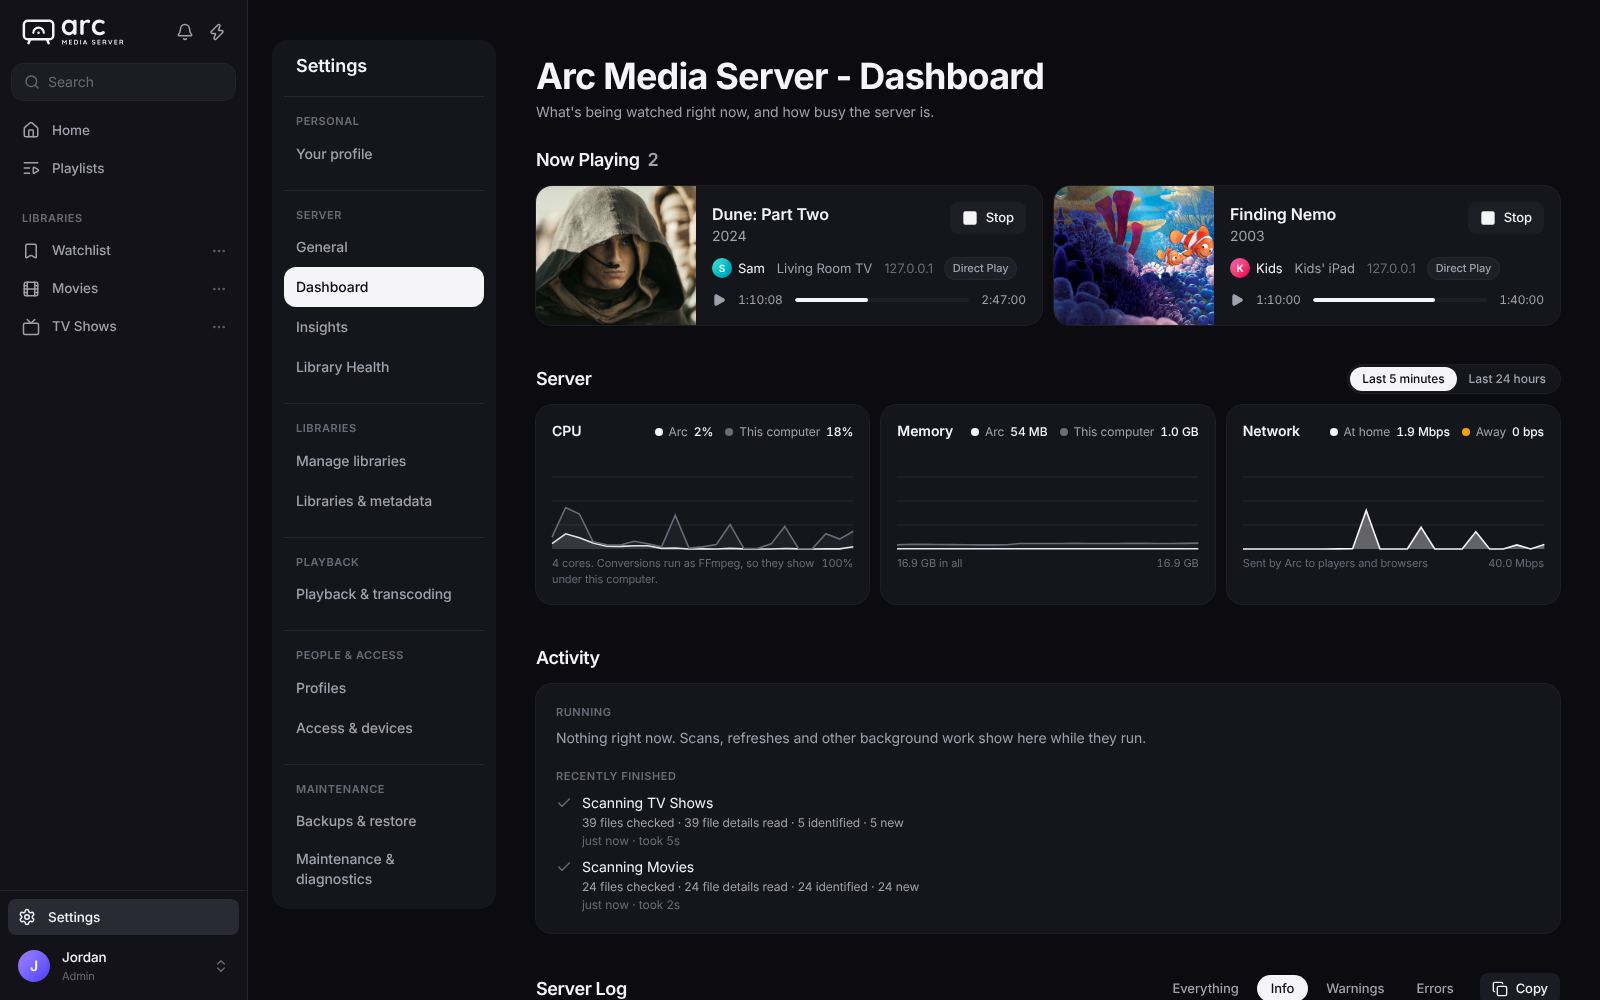 arc
MEDIA SERVER
Search
Home
Playlists
LIBRARIES
Watchlist
Movies
TV Shows
Settings
J
Jordan
Admin
Settings
PERSONAL
Your profile
SERVER
General
Dashboard
Insights
Library Health
LIBRARIES
Manage libraries
Libraries & metadata
PLAYBACK
Playback & transcoding
PEOPLE & ACCESS
Profiles
Access & devices
MAINTENANCE
Backups & restore
Maintenance &
diagnostics
Arc Media Server - Dashboard
What's being watched right now, and how busy the server is.
Now Playing 2
Dune: Part Two
Stop
2024
S Sam Living Room TV 127.0.0.1 Direct Play
1:10:08 2:47:00
Finding Nemo
Stop
2003
K Kids Kids' iPad 127.0.0.1 Direct Play
1:10:00 1:40:00
Server
Last 5 minutes Last 24 hours
CPU Arc 2% This computer 18%
4 cores. Conversions run as FFmpeg, so they show 100%
under this computer.
Memory Arc 54 MB This computer 1.0 GB
16.9 GB in all 16.9 GB
Network At home 1.9 Mbps Away 0 bps
Sent by Arc to players and browsers 40.0 Mbps
Activity
RUNNING
Nothing right now. Scans, refreshes and other background work show here while they run.
RECENTLY FINISHED
Scanning TV Shows
39 files checked · 39 file details read · 5 identified · 5 new
just now · took 5s
Scanning Movies
24 files checked · 24 file details read · 24 identified · 24 new
just now · took 2s
Server Log
Everything Info Warnings Errors Copy